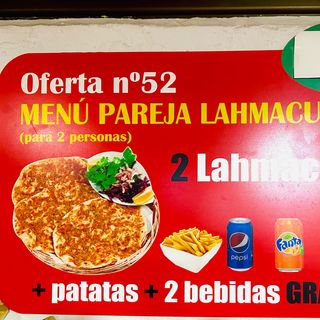 Oferta nº52
MENÚ PAREJA LAHMACU
(para 2 personas)
2 Lahmac
pepsi
Fanta
+ patatas + 2 bebidas GRA